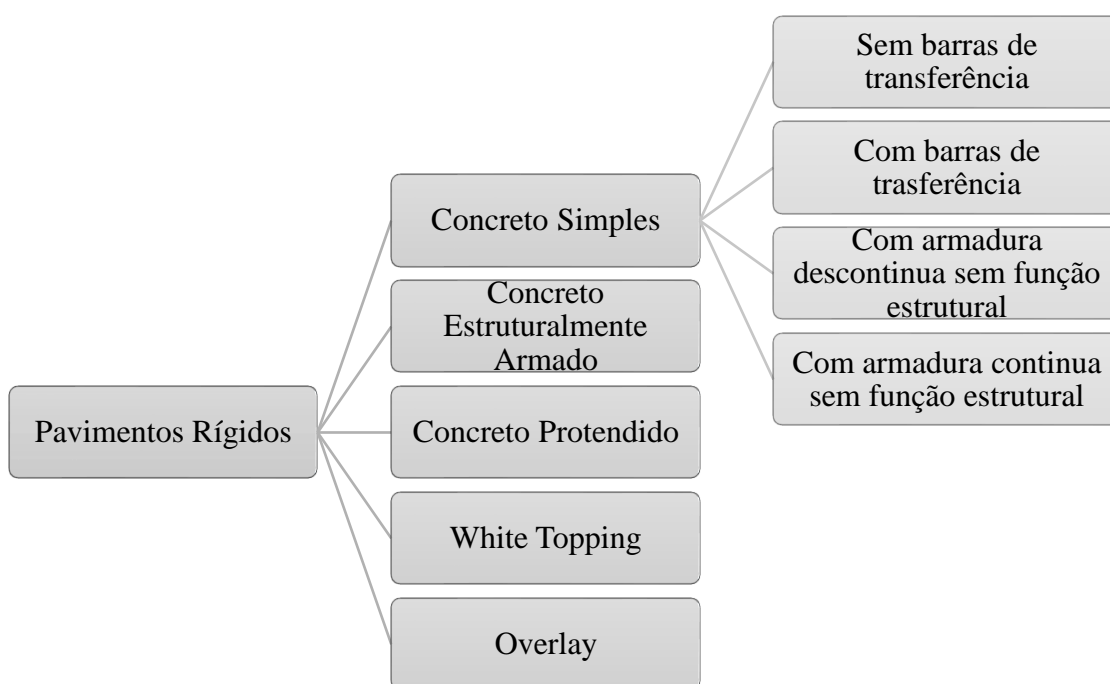 Pavimentos Rígidos
Concreto Simples
Sem barras de
transferência
Com barras de
trasferência
Com armadura
descontinua sem função
estrutural
Com armadura continua
sem função estrutural
Concreto
Estruturalmente
Armado
Concreto Protendido
White Topping
Overlay